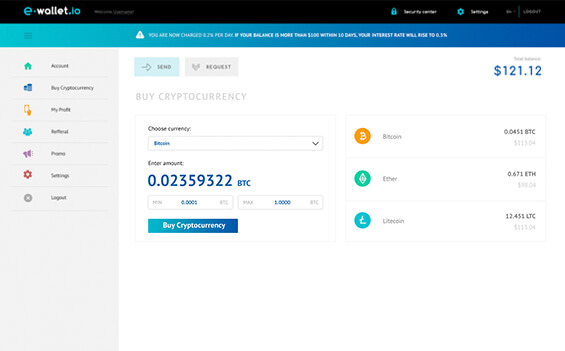 e-wallet.io
Welcome Username!
Security center
Settings
EN
LOGOUT
YOU ARE NOW CHARGED 0,2% PER DAY. IF YOUR BALANCE IS MORE THAN $100 WITHIN 10 DAYS, YOUR INTEREST RATE WILL RISE TO 0.3%
Account
Buy Cryptocurrency
My Profit
Refferal
Promo
Settings
Logout
SEND
REQUEST
Total balance:
$121.12
BUY CRYPTOCURRENCY
Choose currency:
Bitcoin
Enter amount:
0.02359322 BTC
MIN 0.0001 BTC
MAX 1.0000 BTC
Buy Cryptocurrency
Bitcoin
0.0451 BTC
$113.04
Ether
0.671 ETH
$98.04
Litecoin
12.451 LTC
$113.04